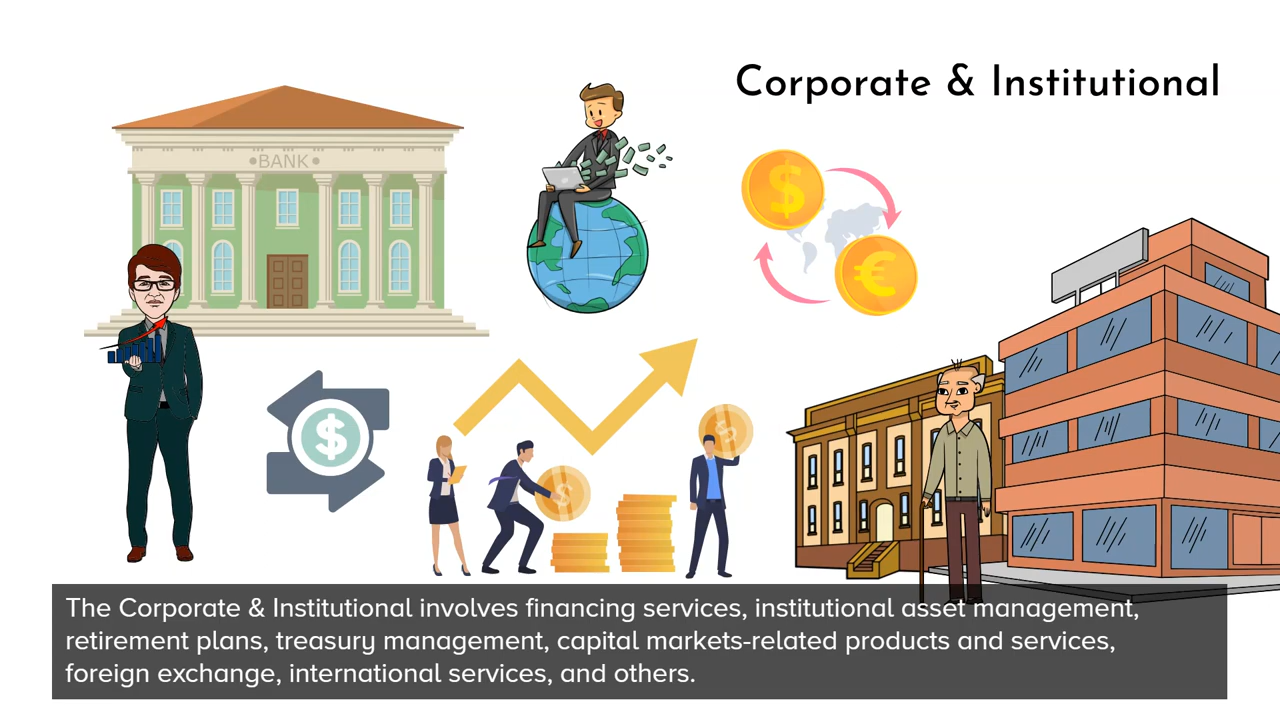 Corporate & Institutional
•BANK•
$
$
€
$
$
$
The Corporate & Institutional involves financing services, institutional asset management,
retirement plans, treasury management, capital markets-related products and services,
foreign exchange, international services, and others.